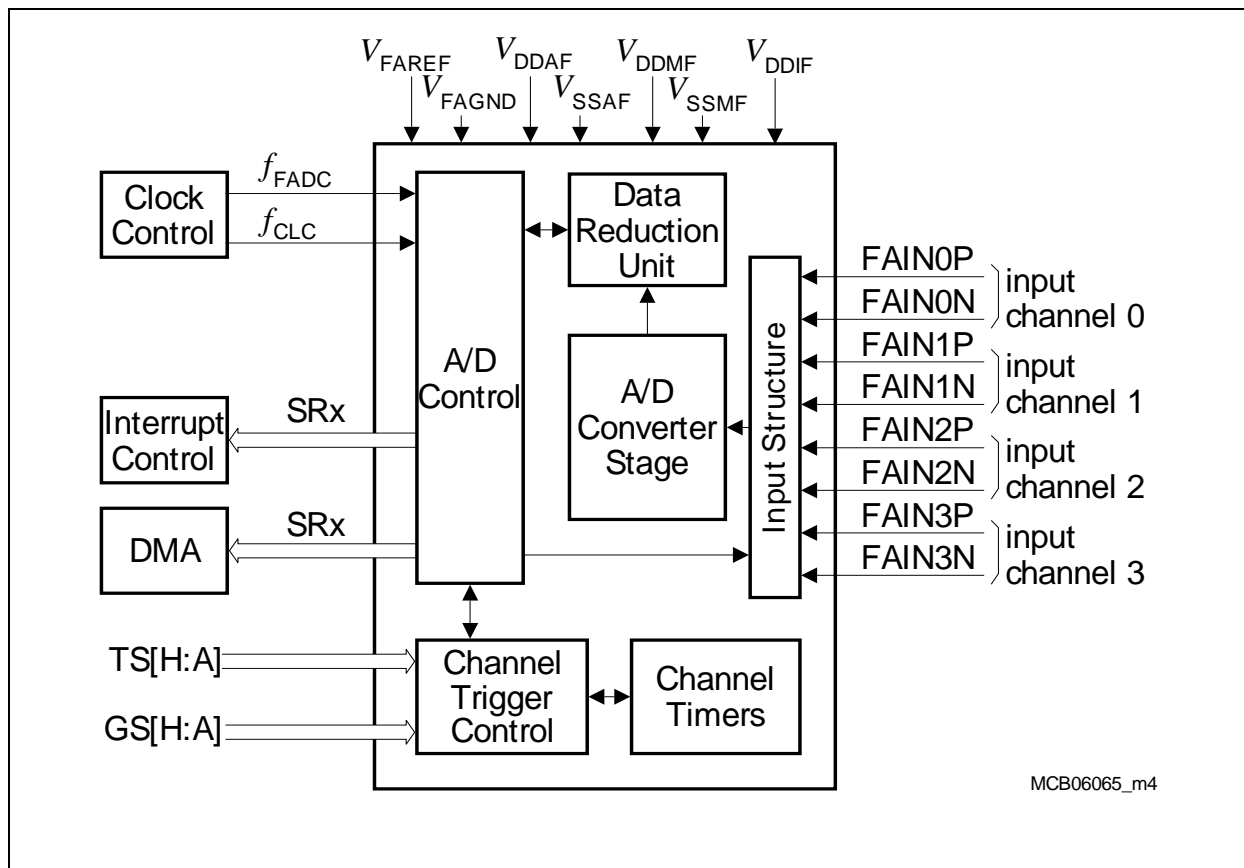 VFAREF
VDDAF
VDDMF
VDDIF
VFAGND
VSSAF
VSSMF
Clock
Control
fFADC
fCLC
A/D
Control
Data
Reduction
Unit
A/D
Converter
Stage
Input Structure
FAIN0P
FAIN0N
input
channel 0
FAIN1P
FAIN1N
input
channel 1
FAIN2P
FAIN2N
input
channel 2
FAIN3P
FAIN3N
input
channel 3
Interrupt
Control
SRx
DMA
SRx
TS[H:A]
GS[H:A]
Channel
Trigger
Control
Channel
Timers
MCB06065_m4